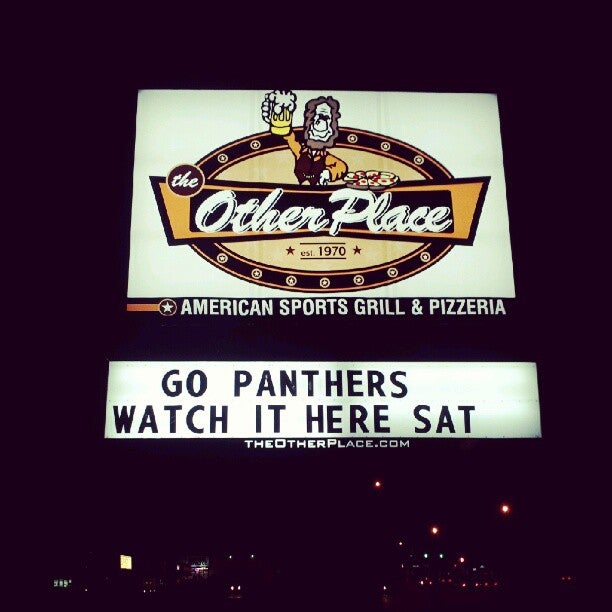 the
Other Place
est. 1970
AMERICAN SPORTS GRILL & PIZZERIA
GO PANTHERS
WATCH IT HERE SAT
THEOTHERPLACE.COM